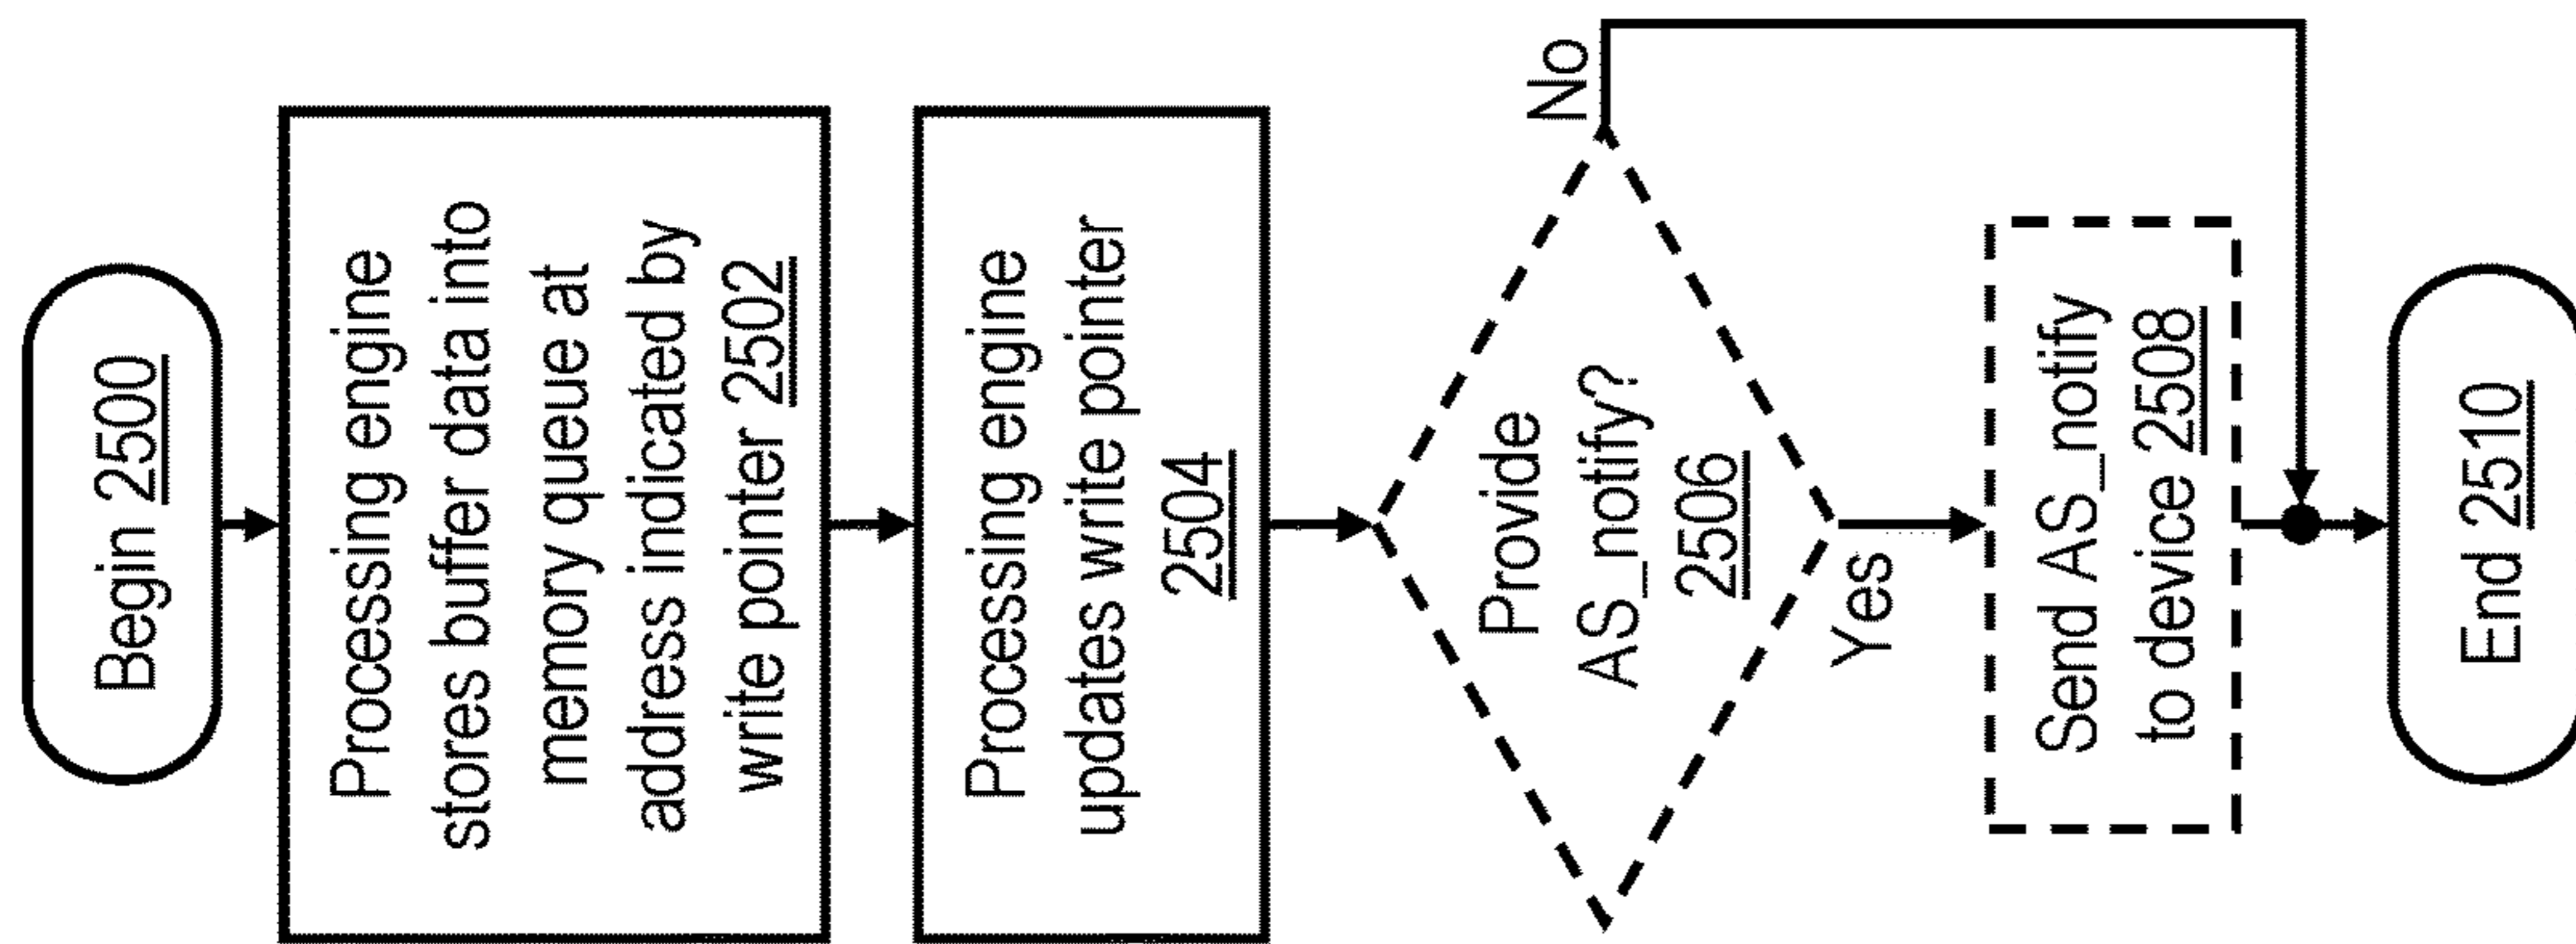 Begin 2500
Processing engine
stores buffer data into
memory queue at
address indicated by
write pointer 2502
Processing engine
updates write pointer
2504
Provide
AS_notify?
2506
No
Yes
Send AS_notify
to device 2508
End 2510